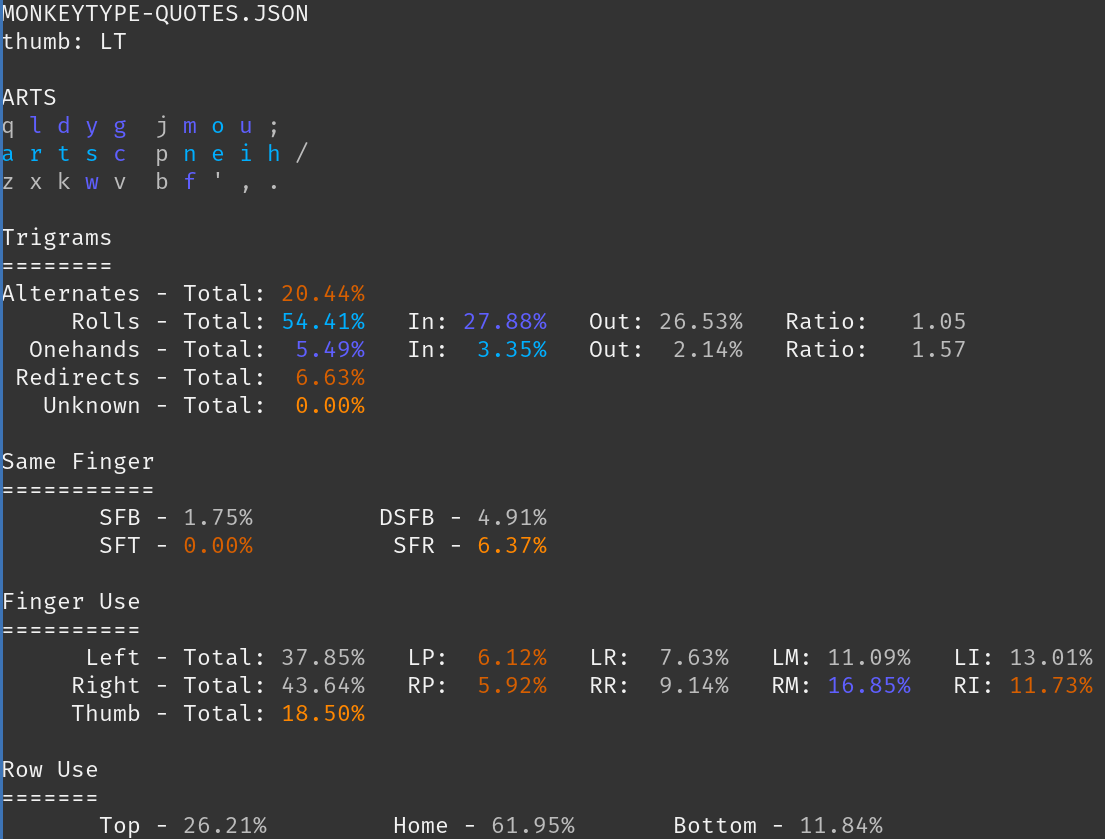 MONKEYTYPE-QUOTES.JSON
thumb: LT
ARTS
q l d y g  j m o u ;
a r t s c  p n e i h /
z x k w v  b f ' , .
Trigrams
========
Alternates - Total: 20.44%
Rolls - Total: 54.41%   In: 27.88%   Out: 26.53%   Ratio:   1.05
Onehands - Total:  5.49%   In:  3.35%   Out:  2.14%   Ratio:   1.57
Redirects - Total:  6.63%
Unknown - Total:  0.00%
Same Finger
===========
SFB - 1.75%         DSFB - 4.91%
SFT - 0.00%          SFR - 6.37%
Finger Use
==========
Left - Total: 37.85%   LP:  6.12%   LR:  7.63%   LM: 11.09%   LI: 13.01%
Right - Total: 43.64%   RP:  5.92%   RR:  9.14%   RM: 16.85%   RI: 11.73%
Thumb - Total: 18.50%
Row Use
=======
Top - 26.21%         Home - 61.95%       Bottom - 11.84%